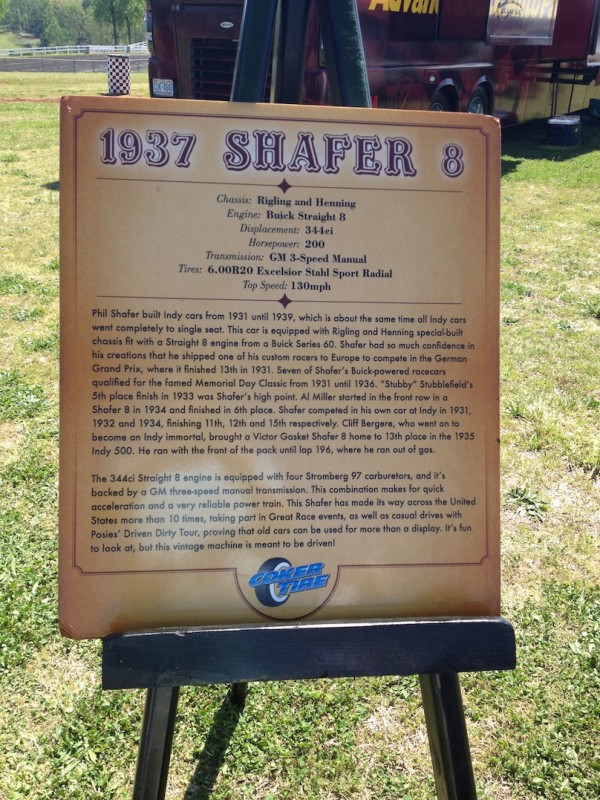 Advan
1937 SHAFER 8
Chassis: Rigling and Henning
Engine: Buick Straight 8
Displacement: 344ci
Horsepower: 200
Transmission: GM 3-Speed Manual
Tires: 6.00R20 Excelsior Stahl Sport Radial
Top Speed: 130mph
Phil Shafer built Indy cars from 1931 until 1939, which is about the same time all Indy cars
went completely to single seat. This car is equipped with Rigling and Henning special-built
chassis fit with a Straight 8 engine from a Buick Series 60. Shafer had so much confidence in
his creations that he shipped one of his custom racers to Europe to compete in the German
Grand Prix, where it finished 13th in 1931. Seven of Shafer's Buick-powered racecars
qualified for the famed Memorial Day Classic from 1931 until 1936. "Stubby" Stubblefield's
5th place finish in 1933 was Shafer's high point. Al Miller started in the front row in a
Shafer 8 in 1934 and finished in 6th place. Shafer competed in his own car at Indy in 1931,
1932 and 1934, finishing 11th, 12th and 15th respectively. Cliff Bergere, who went on to
become an Indy immortal, brought a Victor Gasket Shafer 8 home to 13th place in the 1935
Indy 500. He ran with the front of the pack until lap 196, where he ran out of gas.
The 344ci Straight 8 engine is equipped with four Stromberg 97 carburetors, and it's
backed by a GM three-speed manual transmission. This combination makes for quick
acceleration and a very reliable power train. This Shafer has made its way across the United
States more than 10 times, taking part in Great Race events, as well as casual drives with
Posies' Driven Dirty Tour, proving that old cars can be used for more than a display. It's fun
to look at, but this vintage machine is meant to be driven!
COKER
TIRE